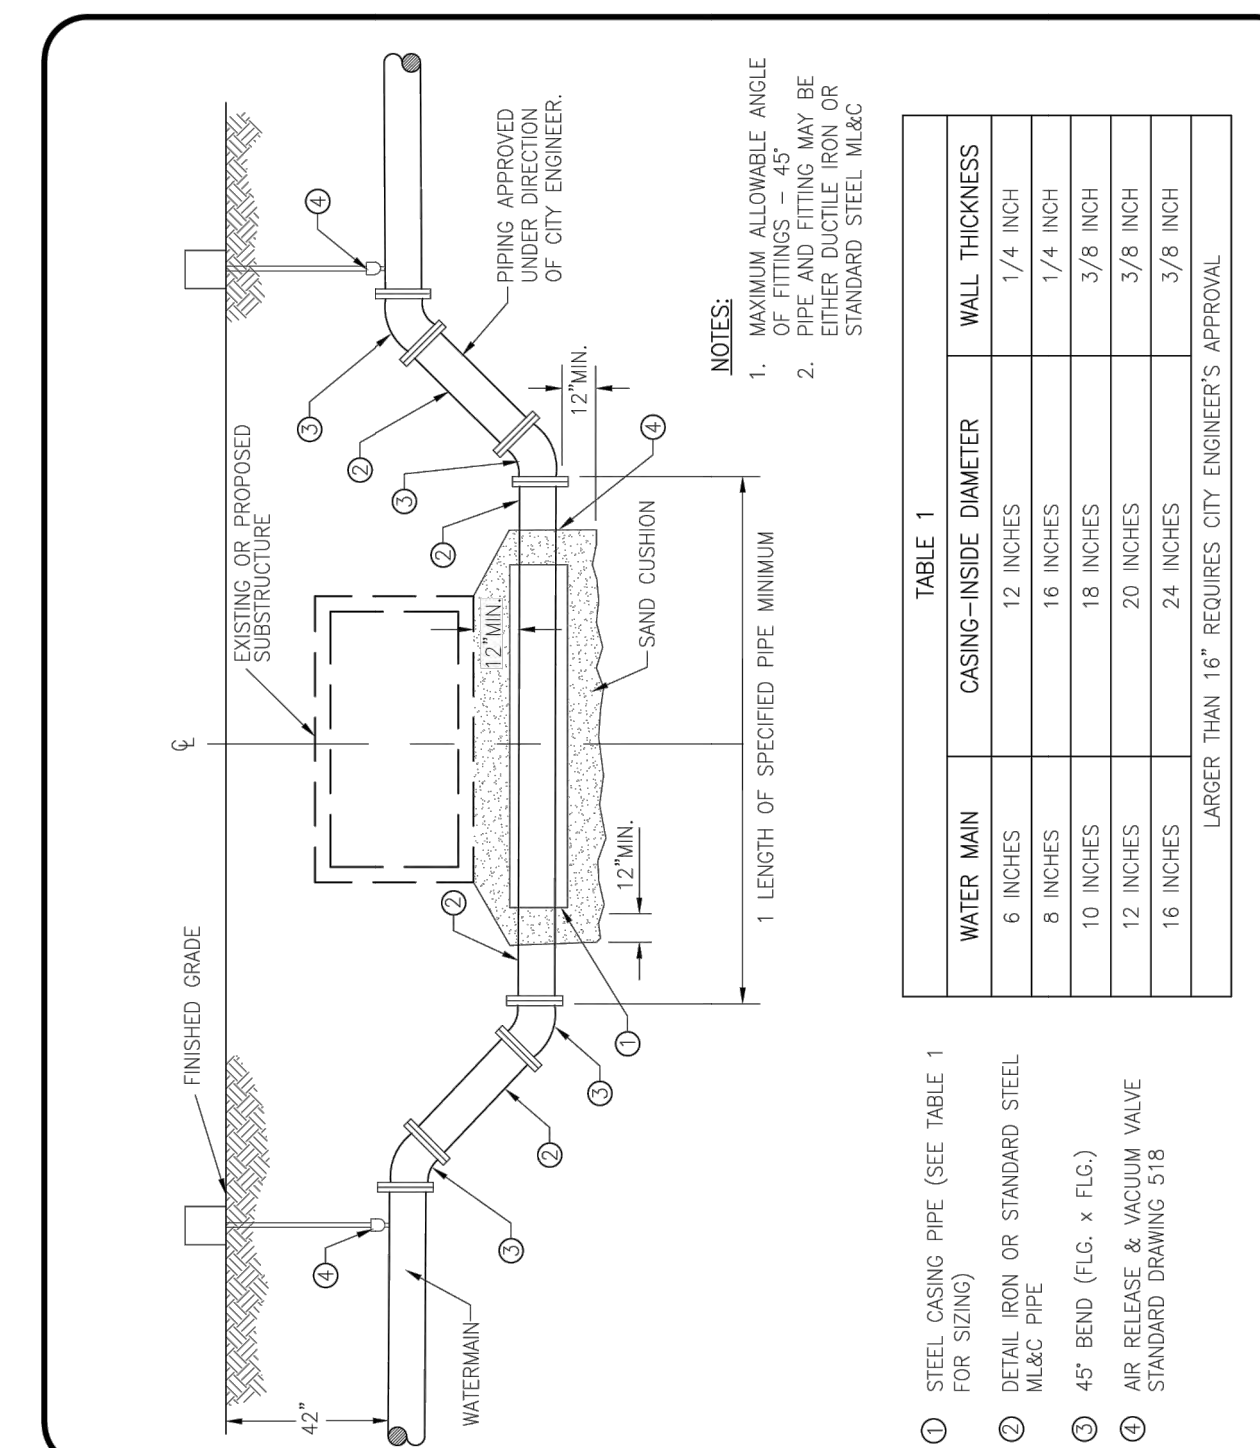 FINISHED GRADE
℄
EXISTING OR PROPOSED
SUBSTRUCTURE
42"
WATERMAIN
④
③
②
③
①
②
12"MIN.
12"MIN.
SAND CUSHION
1 LENGTH OF SPECIFIED PIPE MINIMUM
②
③
②
③
④
④
12"MIN.
PIPING APPROVED
UNDER DIRECTION
OF CITY ENGINEER.
NOTES:
1. MAXIMUM ALLOWABLE ANGLE
OF FITTINGS – 45°
2. PIPE AND FITTING MAY BE
EITHER DUCTILE IRON OR
STANDARD STEEL ML&C
① STEEL CASING PIPE (SEE TABLE 1
FOR SIZING)
② DETAIL IRON OR STANDARD STEEL
ML&C PIPE
③ 45° BEND (FLG. x FLG.)
④ AIR RELEASE & VACUUM VALVE
STANDARD DRAWING 518
TABLE 1
WATER MAIN CASING–INSIDE DIAMETER WALL THICKNESS
6 INCHES 12 INCHES 1/4 INCH
8 INCHES 16 INCHES 1/4 INCH
10 INCHES 18 INCHES 3/8 INCH
12 INCHES 20 INCHES 3/8 INCH
16 INCHES 24 INCHES 3/8 INCH
LARGER THAN 16" REQUIRES CITY ENGINEER'S APPROVAL